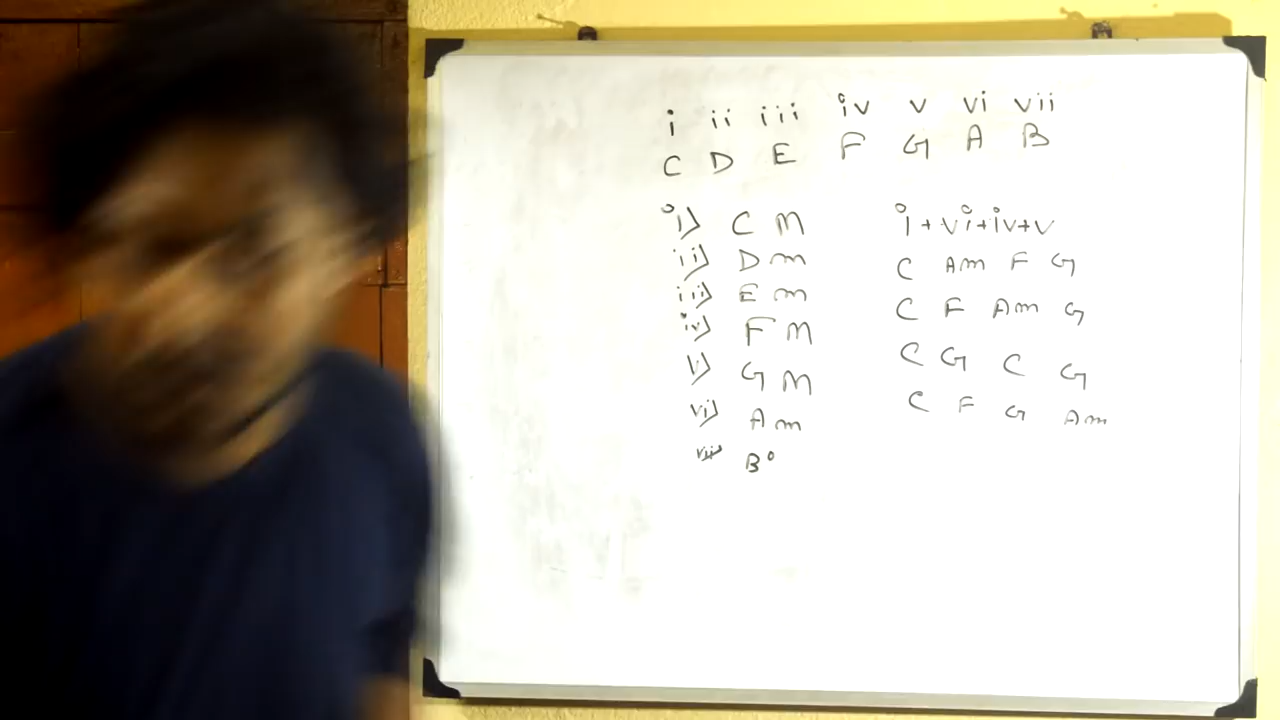 i ii iii iv v vi vii
C D E F G A B
i) C M
ii) D m
iii) E m
iv) F M
v) G M
vi) A m
vii) B°
i + vi + iv + v
C Am F G
C F Am G
C G C G
C F G Am